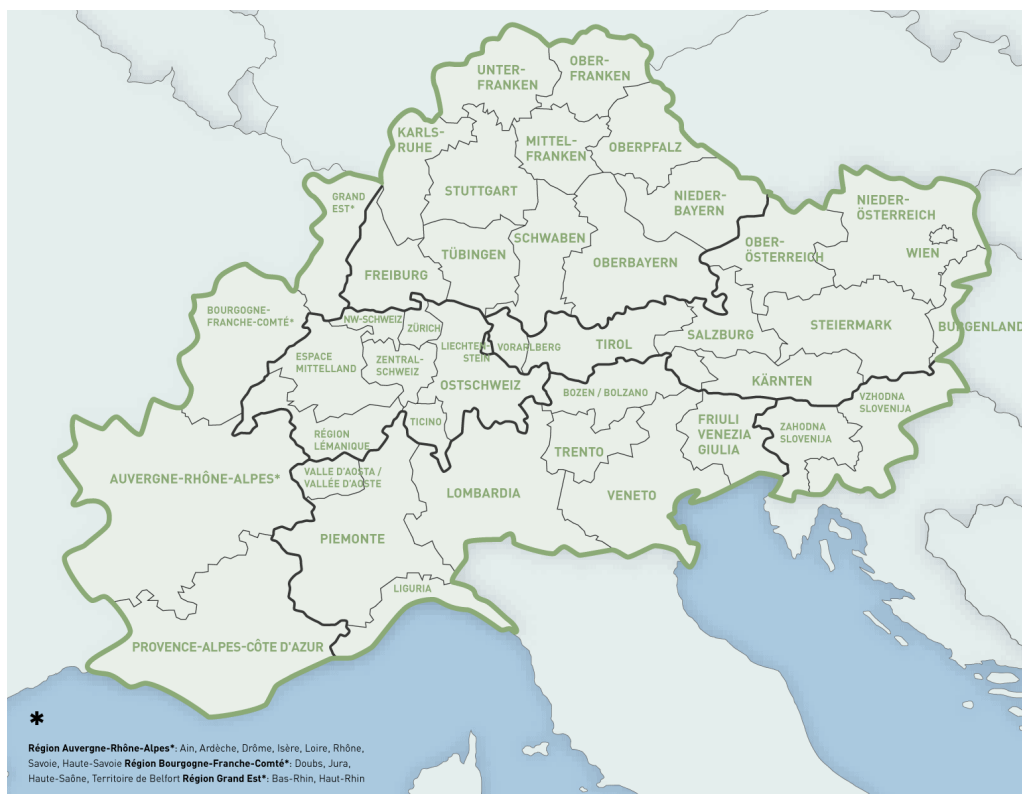 UNTER-
FRANKEN
OBER-
FRANKEN
KARLS-
RUHE
MITTEL-
FRANKEN
OBERPFALZ
GRAND
EST*
STUTTGART
NIEDER-
BAYERN
NIEDER-
ÖSTERREICH
SCHWABEN
TÜBINGEN
OBERBAYERN
OBER-
ÖSTERREICH
WIEN
FREIBURG
BOURGOGNE-
FRANCHE-COMTÉ*
NW-SCHWEIZ
ZÜRICH
LIECHTEN-
STEIN
VORARLBERG
TIROL
SALZBURG
STEIERMARK
BURGENLAND
ESPACE
MITTELLAND
ZENTRAL-
SCHWEIZ
OSTSCHWEIZ
BOZEN / BOLZANO
KÄRNTEN
VZHODNA
SLOVENIJA
TICINO
RÉGION
LÉMANIQUE
FRIULI
VENEZIA
GIULIA
ZAHODNA
SLOVENIJA
TRENTO
AUVERGNE-RHÔNE-ALPES*
VALLE D'AOSTA /
VALLÉE D'AOSTE
LOMBARDIA
VENETO
PIEMONTE
LIGURIA
PROVENCE-ALPES-CÔTE D'AZUR
*
Région Auvergne-Rhône-Alpes*: Ain, Ardèche, Drôme, Isère, Loire, Rhône,
Savoie, Haute-Savoie Région Bourgogne-Franche-Comté*: Doubs, Jura,
Haute-Saône, Territoire de Belfort Région Grand Est*: Bas-Rhin, Haut-Rhin